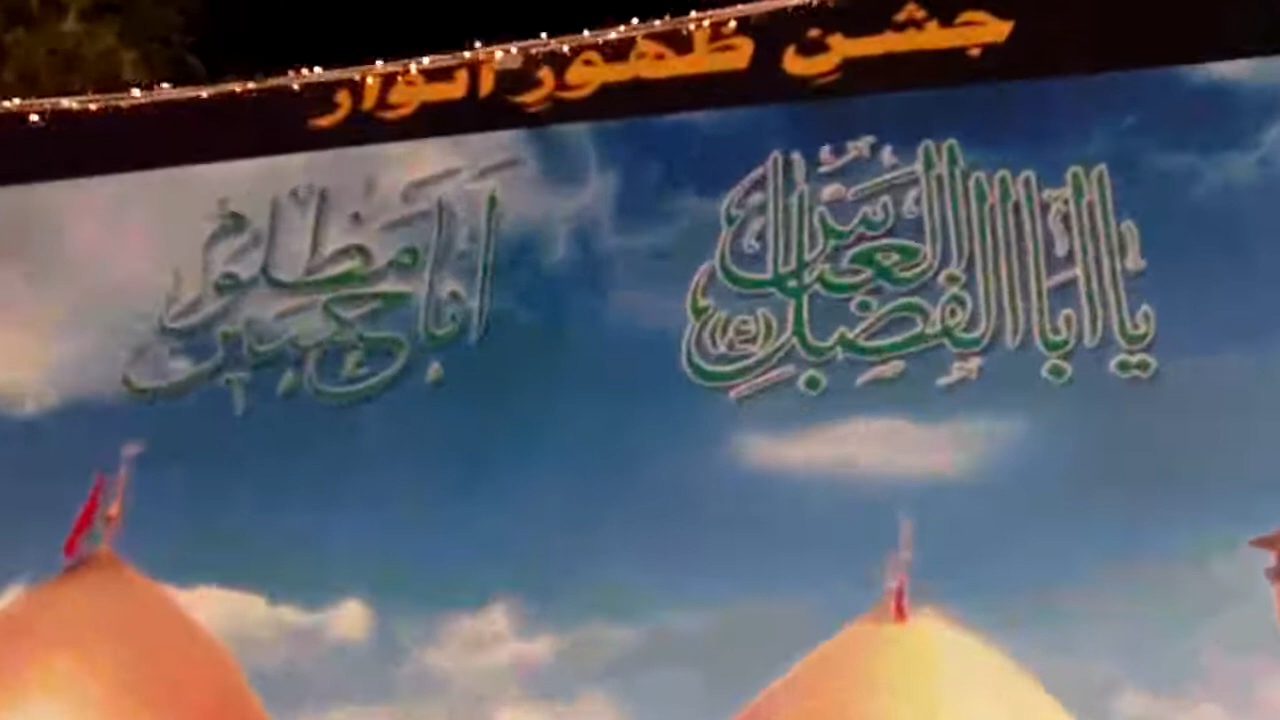 جشنِ ظہورِ انوار
یا ابا الفضل العباس (ع)
انا مظلوم حسین